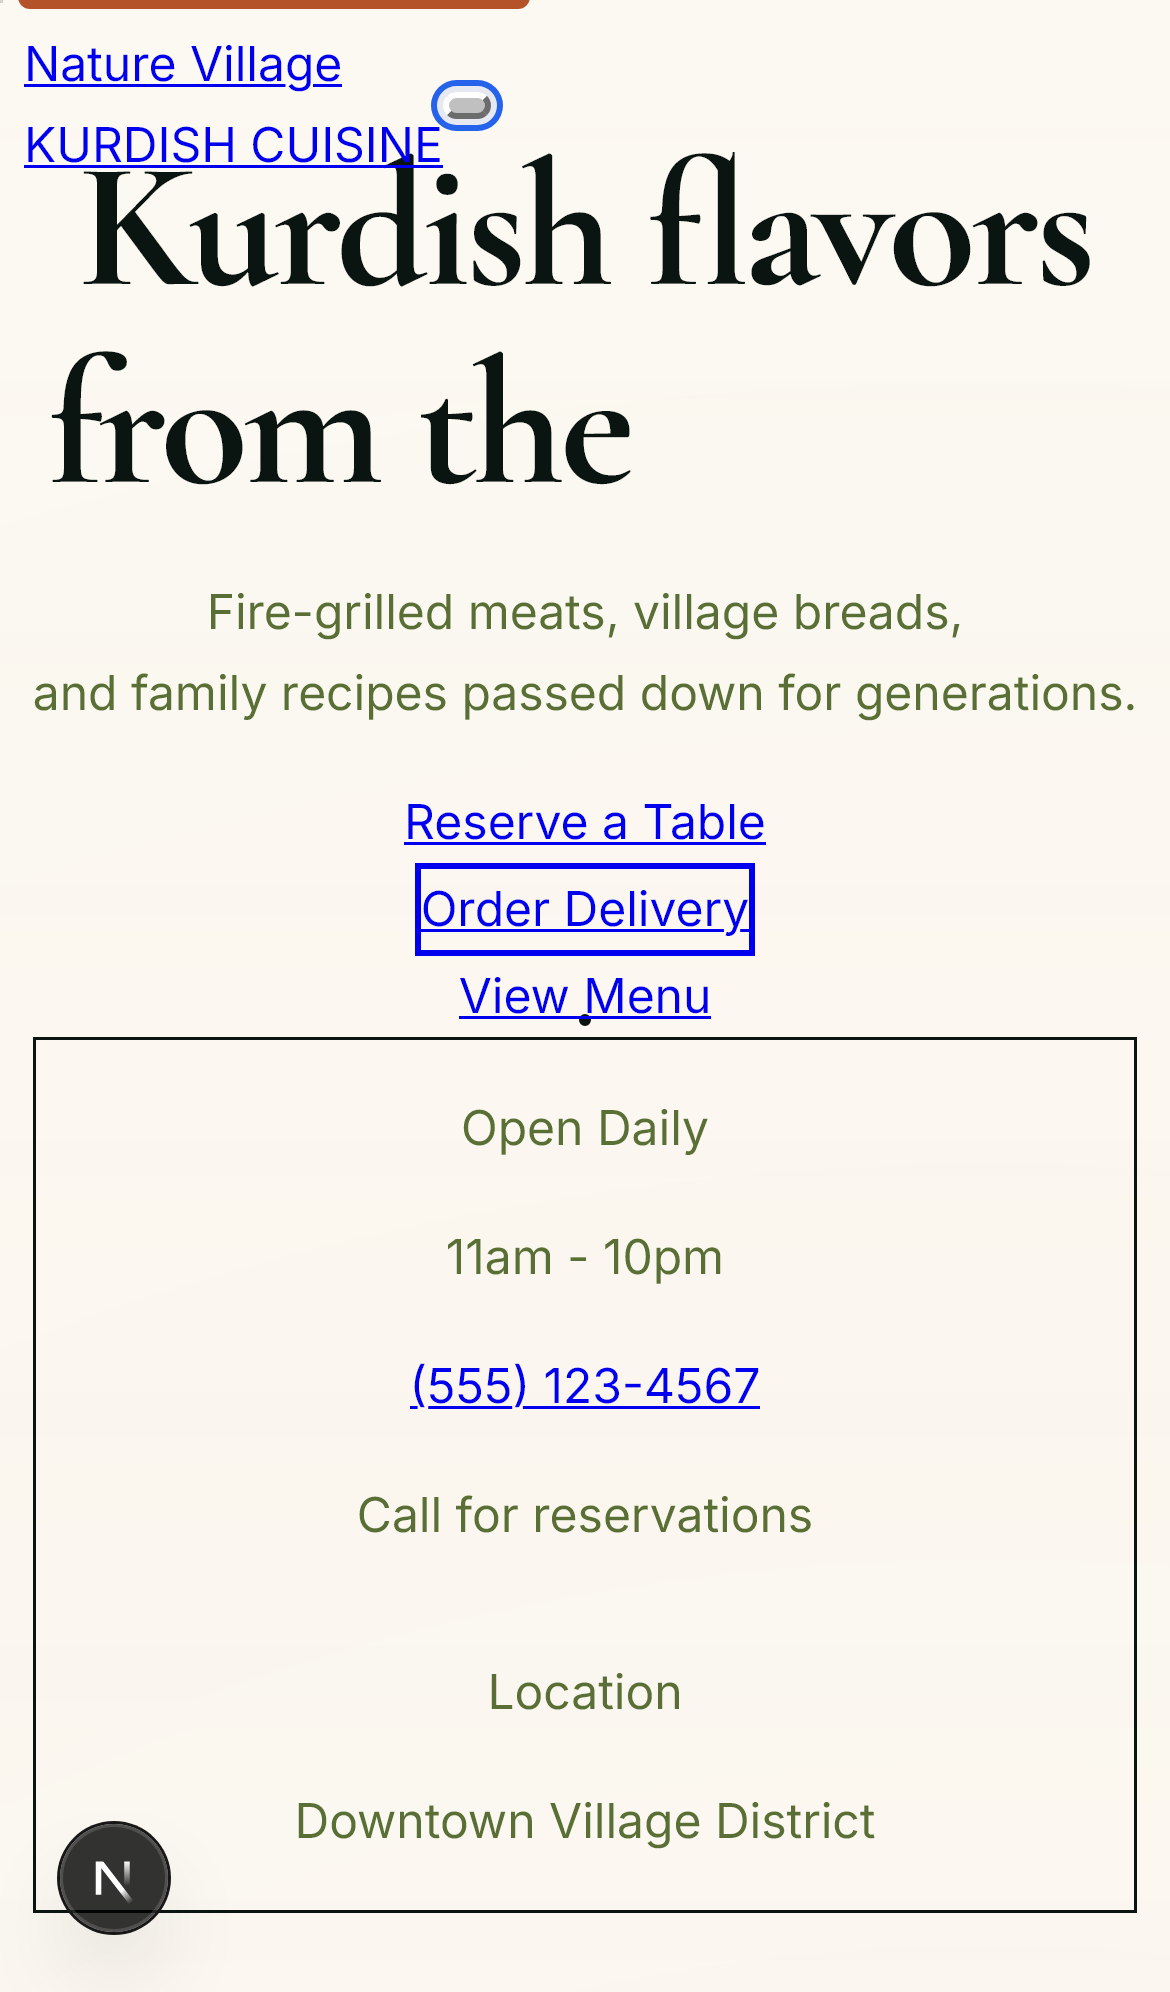 Nature Village
KURDISH CUISINE
Kurdish flavors
from the
Fire-grilled meats, village breads,
and family recipes passed down for generations.
Reserve a Table
Order Delivery
View Menu
Open Daily
11am - 10pm
(555) 123-4567
Call for reservations
Location
Downtown Village District
N